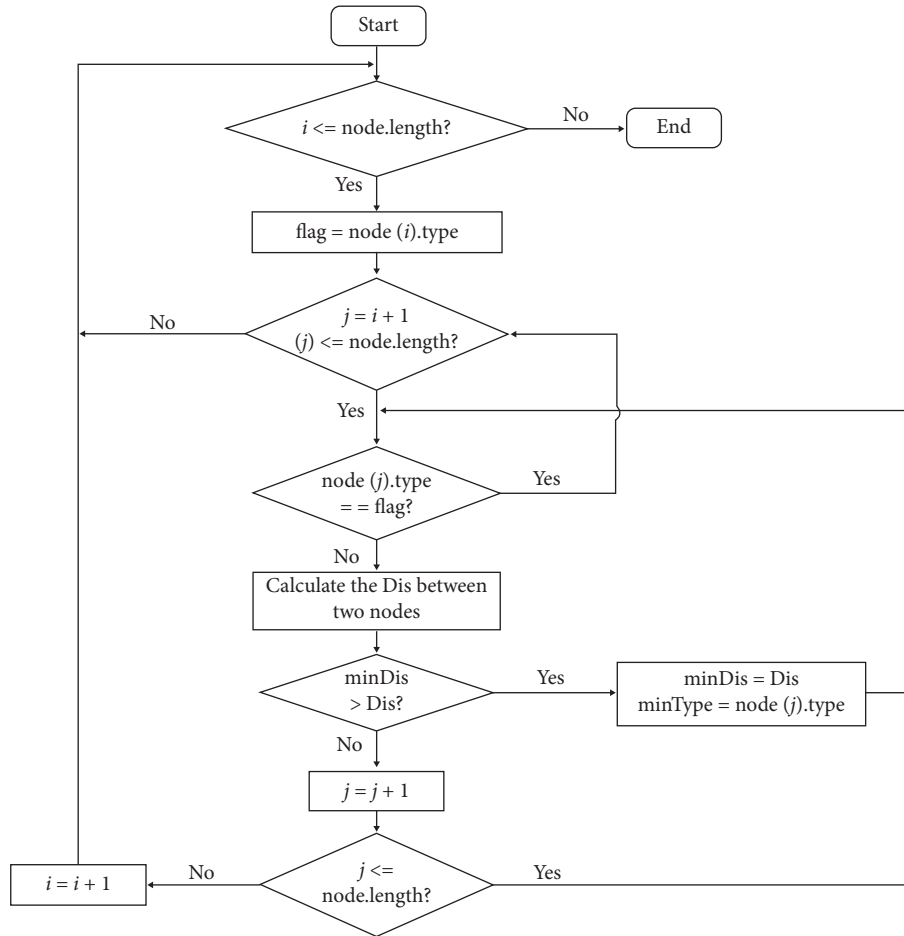 Start
i <= node.length?
No
End
Yes
flag = node (i).type
j = i + 1
(j) <= node.length?
No
Yes
node (j).type
= = flag?
Yes
No
Calculate the Dis between
two nodes
minDis
> Dis?
Yes
minDis = Dis
minType = node (j).type
No
j = j + 1
j <=
node.length?
No
Yes
i = i + 1